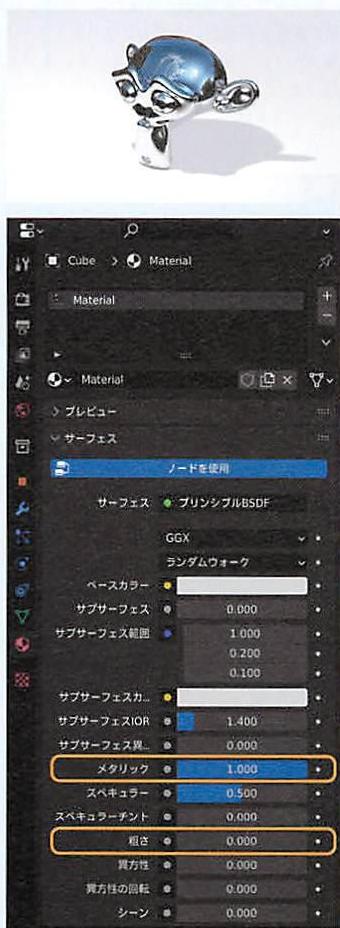 Cube > Material
Material
Material
プレビュー
サーフェス
ノードを使用
サーフェス プリンシプルBSDF
GGX
ランダムウォーク
ベースカラー
サブサーフェス 0.000
サブサーフェス範囲 1.000
0.200
0.100
サブサーフェスカ...
サブサーフェスIOR 1.400
サブサーフェス異... 0.000
メタリック 1.000
スペキュラー 0.500
スペキュラーチント 0.000
粗さ 0.000
異方性 0.000
異方性の回転 0.000
シーン 0.000